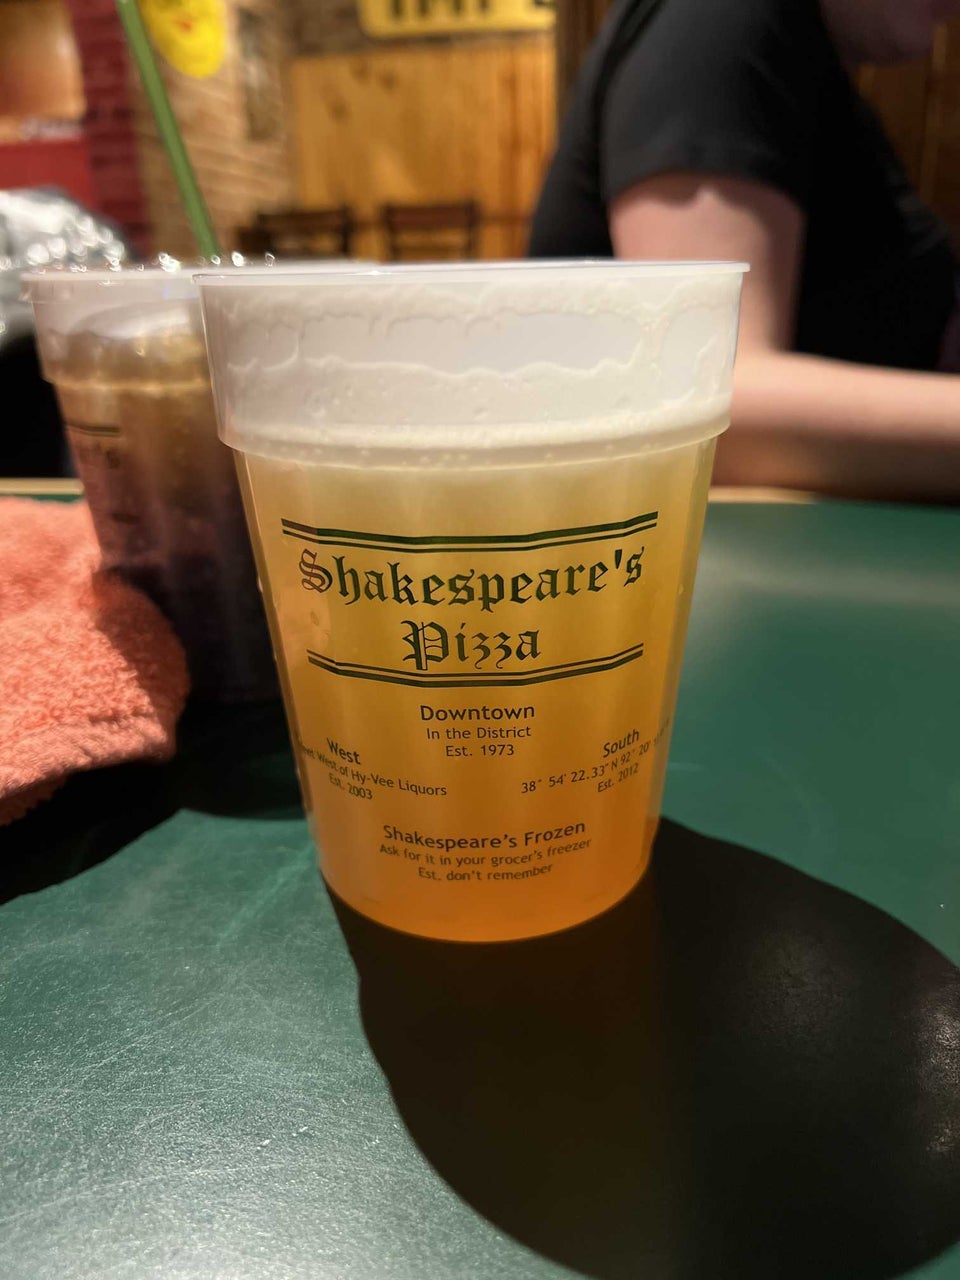 Shakespeare's
Pizza
Downtown
In the District
Est. 1973
West
West of Hy-Vee Liquors
Est. 2003
South
38° 54' 22.33" N 92° 20'
Est. 2012
Shakespeare's Frozen
Ask for it in your grocer's freezer
Est. don't remember